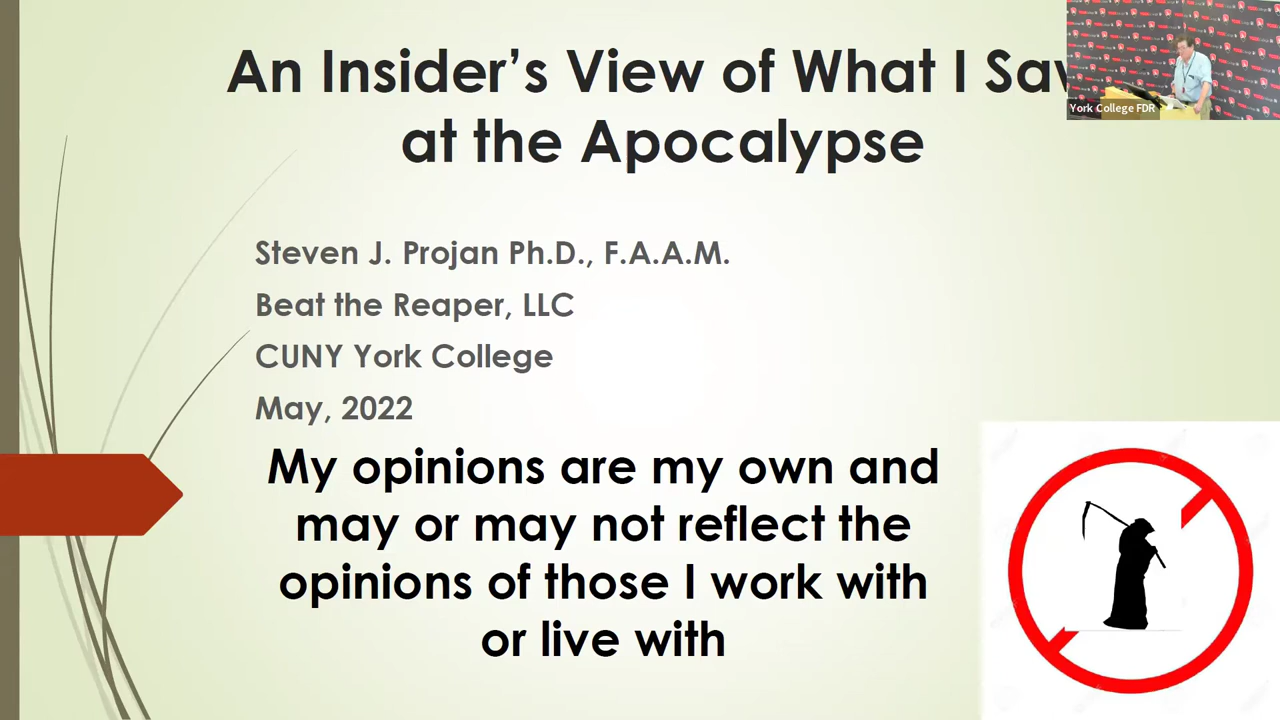 An Insider’s View of What I Sa
at the Apocalypse
York College FDR
Steven J. Projan Ph.D., F.A.A.M.
Beat the Reaper, LLC
CUNY York College
May, 2022
My opinions are my own and
may or may not reflect the
opinions of those I work with
or live with